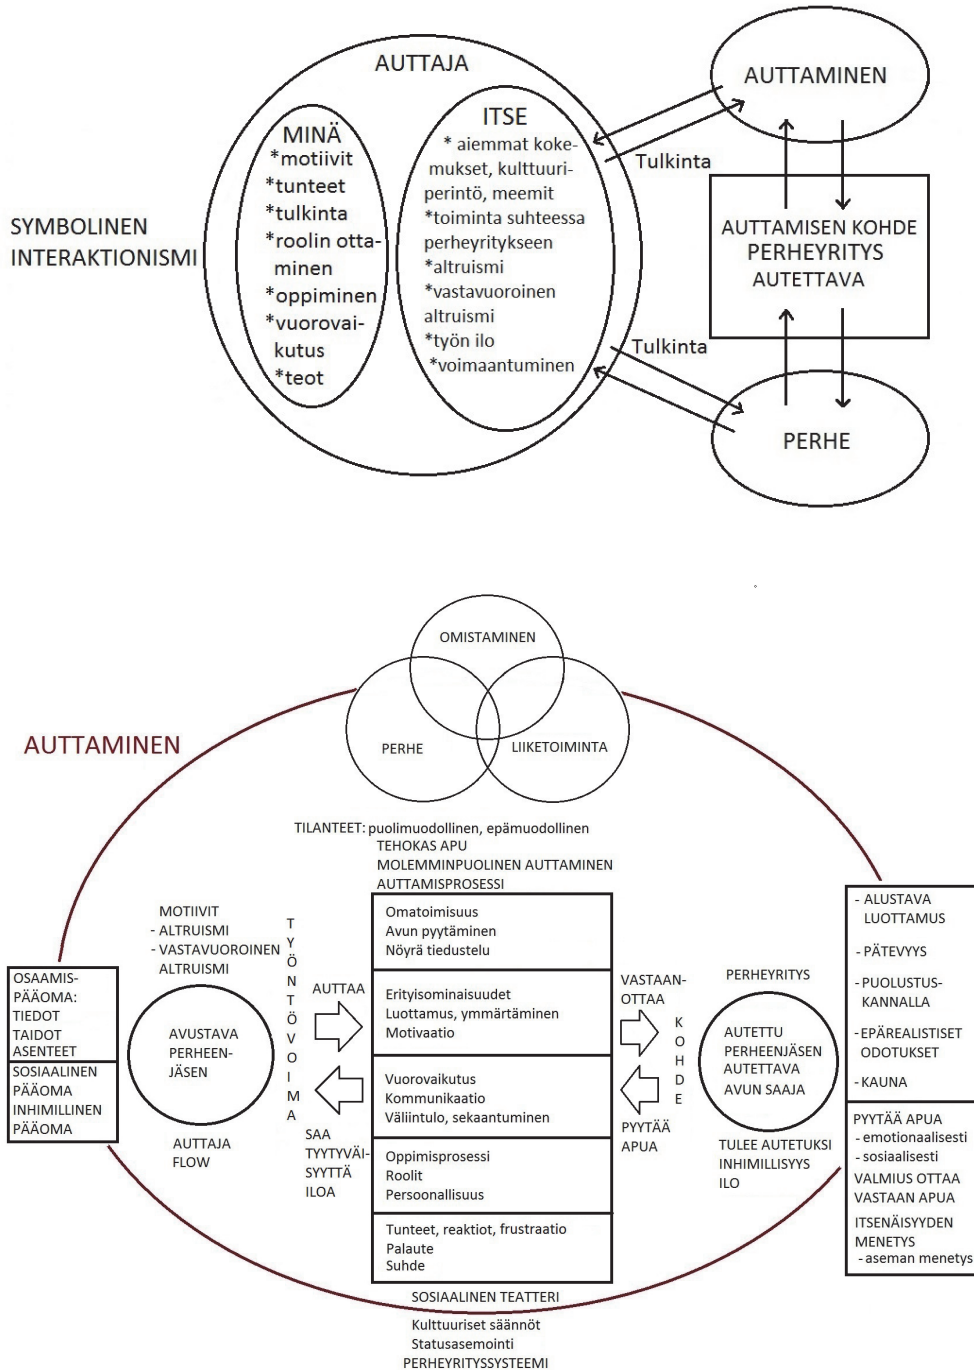 AUTTAJA
MINÄ
*motiivit
*tunteet
*tulkinta
*roolin otta-
minen
*oppiminen
*vuorovai-
kutus
*teot
ITSE
* aiemmat koke-
mukset, kulttuuri-
perintö, meemit
*toiminta suhteessa
perheyritykseen
*altruismi
*vastavuoroinen
altruismi
*työn ilo
*voimaantuminen
SYMBOLINEN
INTERAKTIONISMI
AUTTAMINEN
Tulkinta
AUTTAMISEN KOHDE
PERHEYRITYS
AUTETTAVA
Tulkinta
PERHE
OMISTAMINEN
PERHE
LIIKETOIMINTA
AUTTAMINEN
TILANTEET: puolimuodollinen, epämuodollinen
TEHOKAS APU
MOLEMMINPUOLINEN AUTTAMINEN
AUTTAMISPROSESSI
OSAAMIS-
PÄÄOMA:
TIEDOT
TAIDOT
ASENTEET
SOSIAALINEN
PÄÄOMA
INHIMILLINEN
PÄÄOMA
MOTIIVIT
- ALTRUISMI
- VASTAVUOROINEN
ALTRUISMI
AVUSTAVA
PERHEEN-
JÄSEN
AUTTAJA
FLOW
TYÖNTÖVOIMA
AUTTAA
SAA
TYYTYVÄI-
SYYTTÄ
ILOA
Omatoimisuus
Avun pyytäminen
Nöyrä tiedustelu
Erityisominaisuudet
Luottamus, ymmärtäminen
Motivaatio
Vuorovaikutus
Kommunikaatio
Väliintulo, sekaantuminen
Oppimisprosessi
Roolit
Persoonallisuus
Tunteet, reaktiot, frustraatio
Palaute
Suhde
VASTAAN-
OTTAA
PYYTÄÄ
APUA
KOHDE
PERHEYRITYS
AUTETTU
PERHEENJÄSEN
AUTETTAVA
AVUN SAAJA
TULEE AUTETUKSI
INHIMILLISYYS
ILO
- ALUSTAVA
LUOTTAMUS
- PÄTEVYYS
- PUOLUSTUS-
KANNALLA
- EPÄREALISTISET
ODOTUKSET
- KAUNA
PYYTÄÄ APUA
- emotionaalisesti
- sosiaalisesti
VALMIUS OTTAA
VASTAAN APUA
ITSENÄISYYDEN
MENETYS
- aseman menetys
SOSIAALINEN TEATTERI
Kulttuuriset säännöt
Statusasemointi
PERHEYRITYSSYSTEEMI